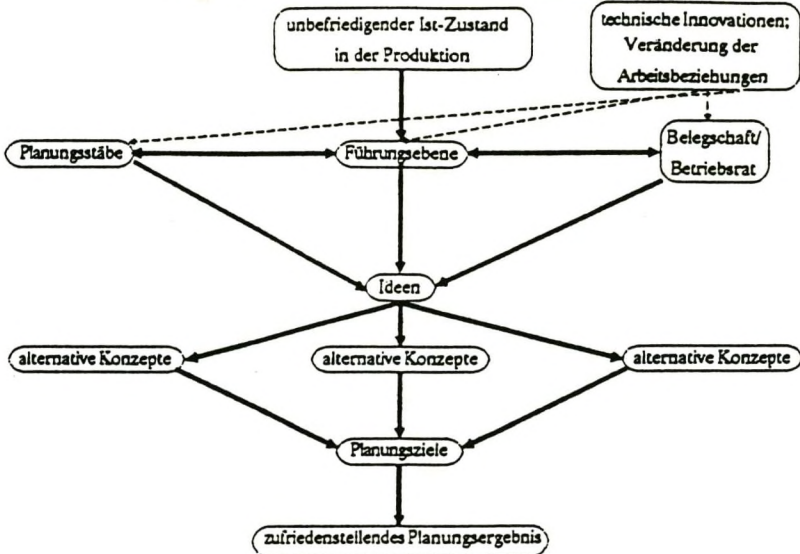 unbefriedigender Ist-Zustand
in der Produktion
technische Innovationen;
Veränderung der
Arbeitsbeziehungen
Planungsstäbe
Führungsebene
Belegschaft/
Betriebsrat
Ideen
alternative Konzepte
alternative Konzepte
alternative Konzepte
Planungsziele
zufriedenstellendes Planungsergebnis